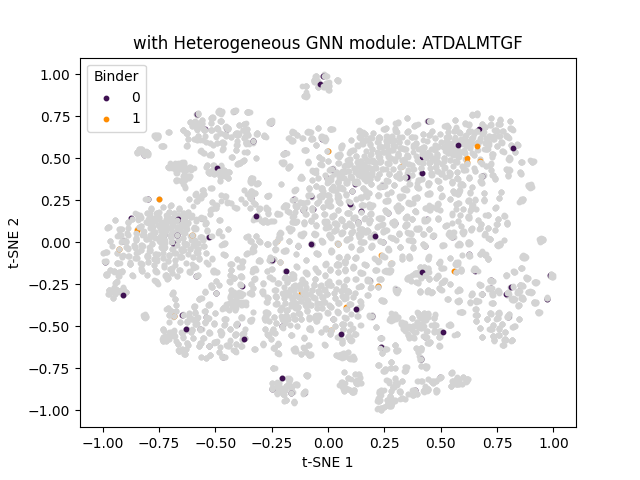 with Heterogeneous GNN module: ATDALMTGF
Binder
0
1
1.00
0.75
0.50
0.25
0.00
−0.25
−0.50
−0.75
−1.00
t-SNE 2
−1.00 −0.75 −0.50 −0.25 0.00 0.25 0.50 0.75 1.00
t-SNE 1